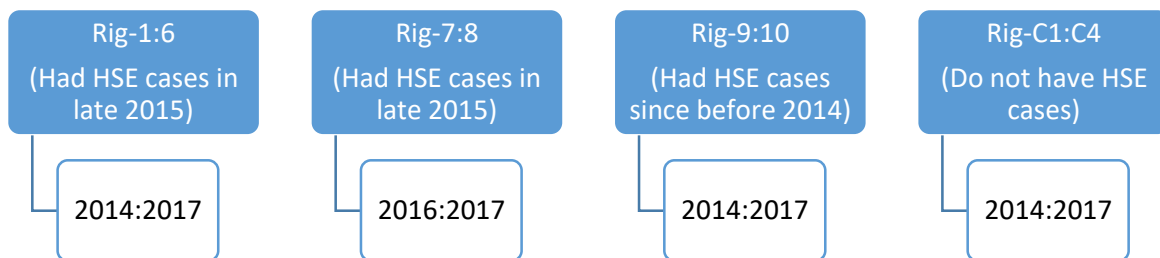 Rig-1:6
(Had HSE cases in
late 2015)
2014:2017
Rig-7:8
(Had HSE cases in
late 2015)
2016:2017
Rig-9:10
(Had HSE cases
since before 2014)
2014:2017
Rig-C1:C4
(Do not have HSE
cases)
2014:2017